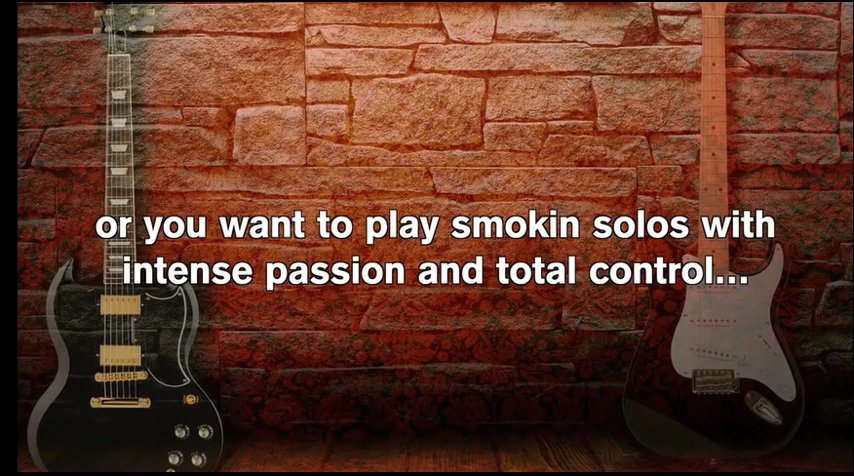 or you want to play smokin solos with
intense passion and total control...